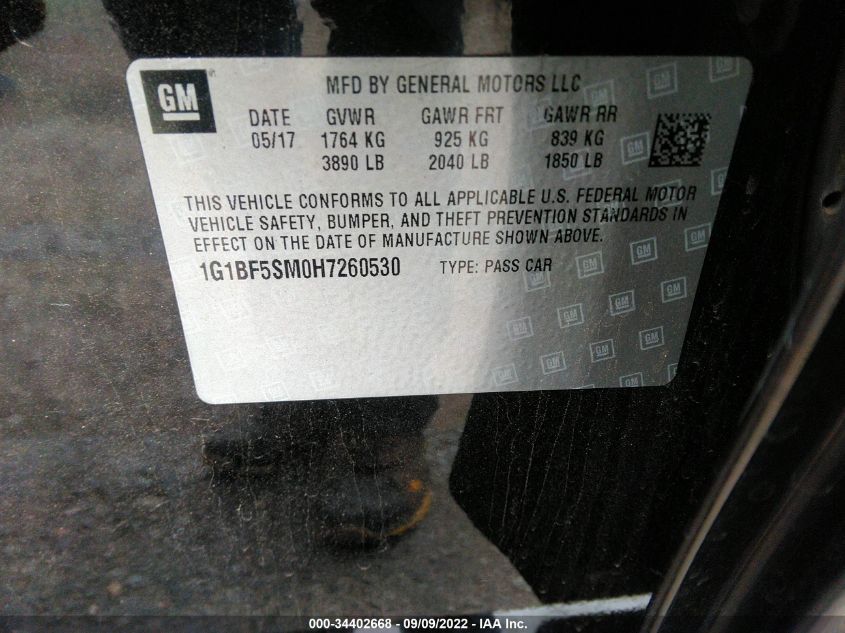 GM
MFD BY GENERAL MOTORS LLC
DATE GVWR GAWR FRT GAWR RR
05/17 1764 KG 925 KG 839 KG
3890 LB 2040 LB 1850 LB
THIS VEHICLE CONFORMS TO ALL APPLICABLE U.S. FEDERAL MOTOR
VEHICLE SAFETY, BUMPER, AND THEFT PREVENTION STANDARDS IN
EFFECT ON THE DATE OF MANUFACTURE SHOWN ABOVE.
1G1BF5SM0H7260530 TYPE: PASS CAR
000-34402668 - 09/09/2022 - IAA Inc.